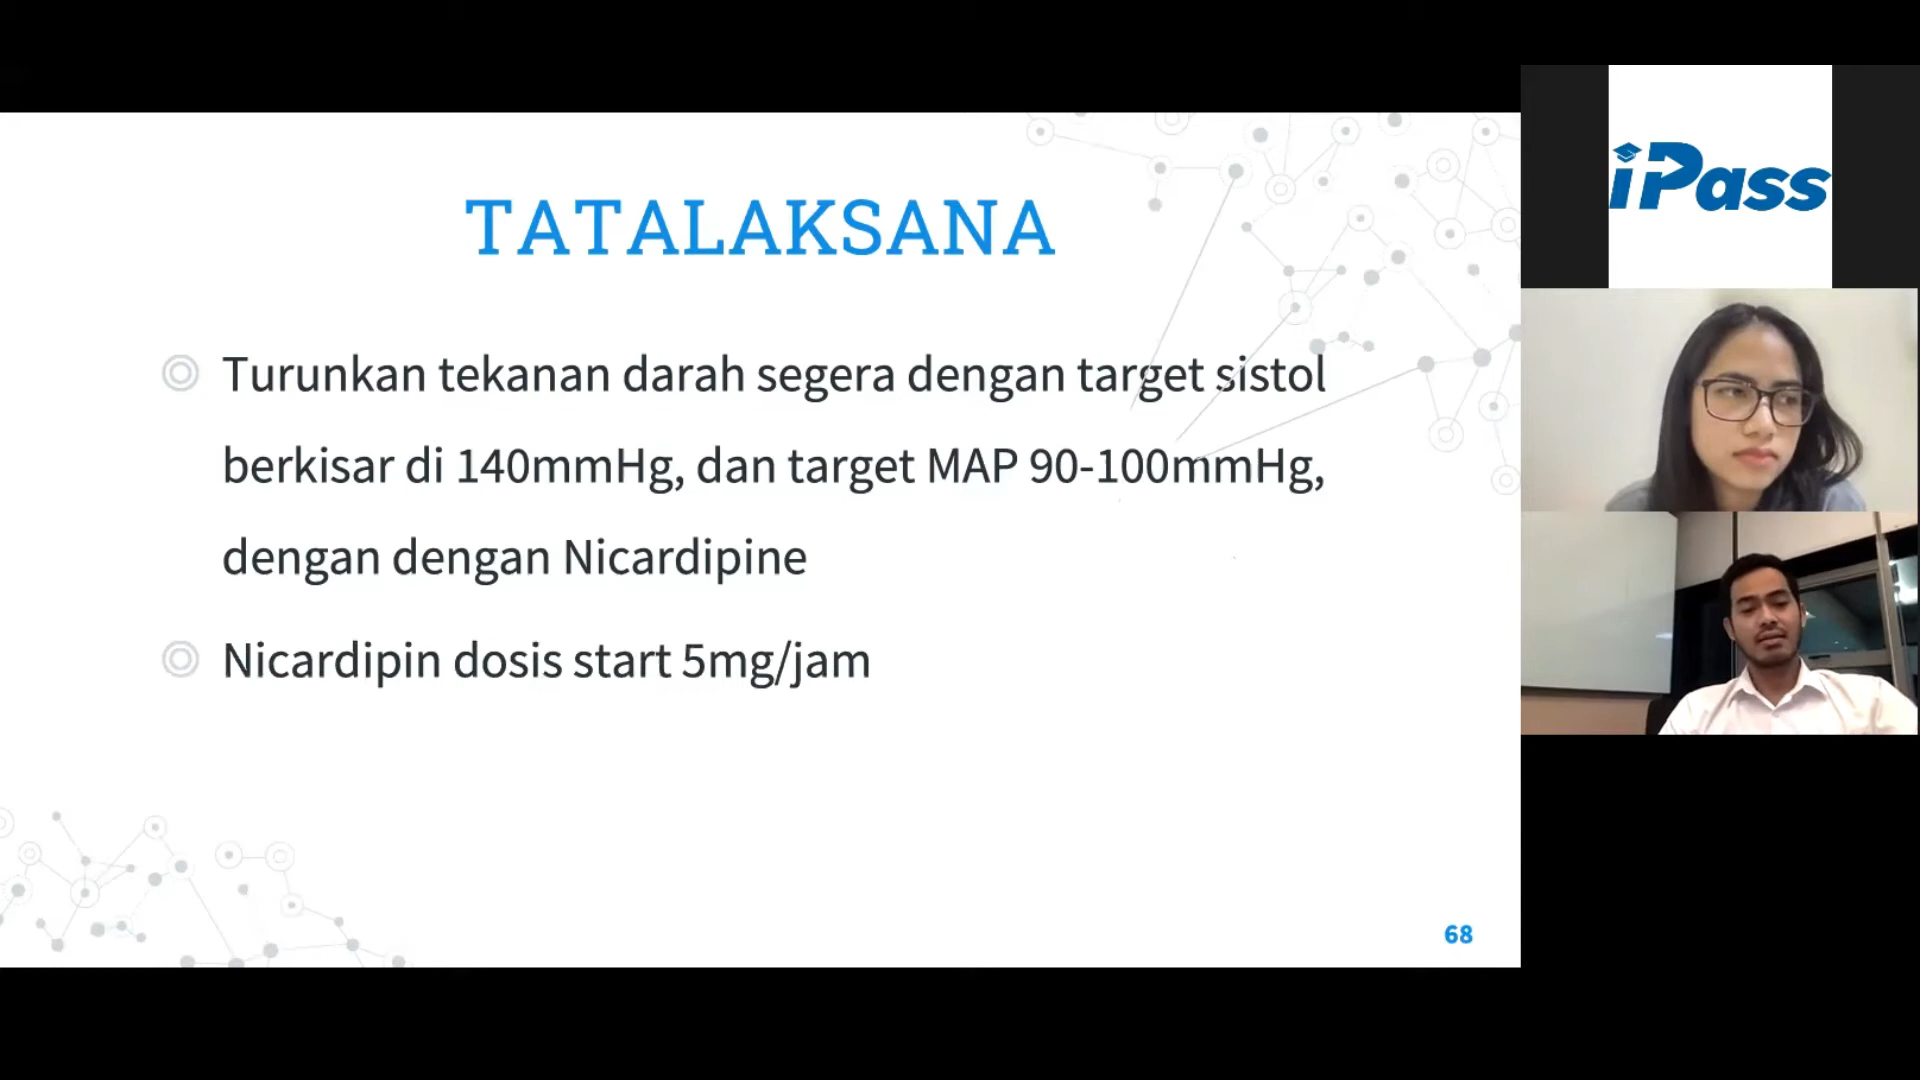 TATALAKSANA
Turunkan tekanan darah segera dengan target sistol
berkisar di 140mmHg, dan target MAP 90-100mmHg,
dengan dengan Nicardipine
Nicardipin dosis start 5mg/jam
68
iPass